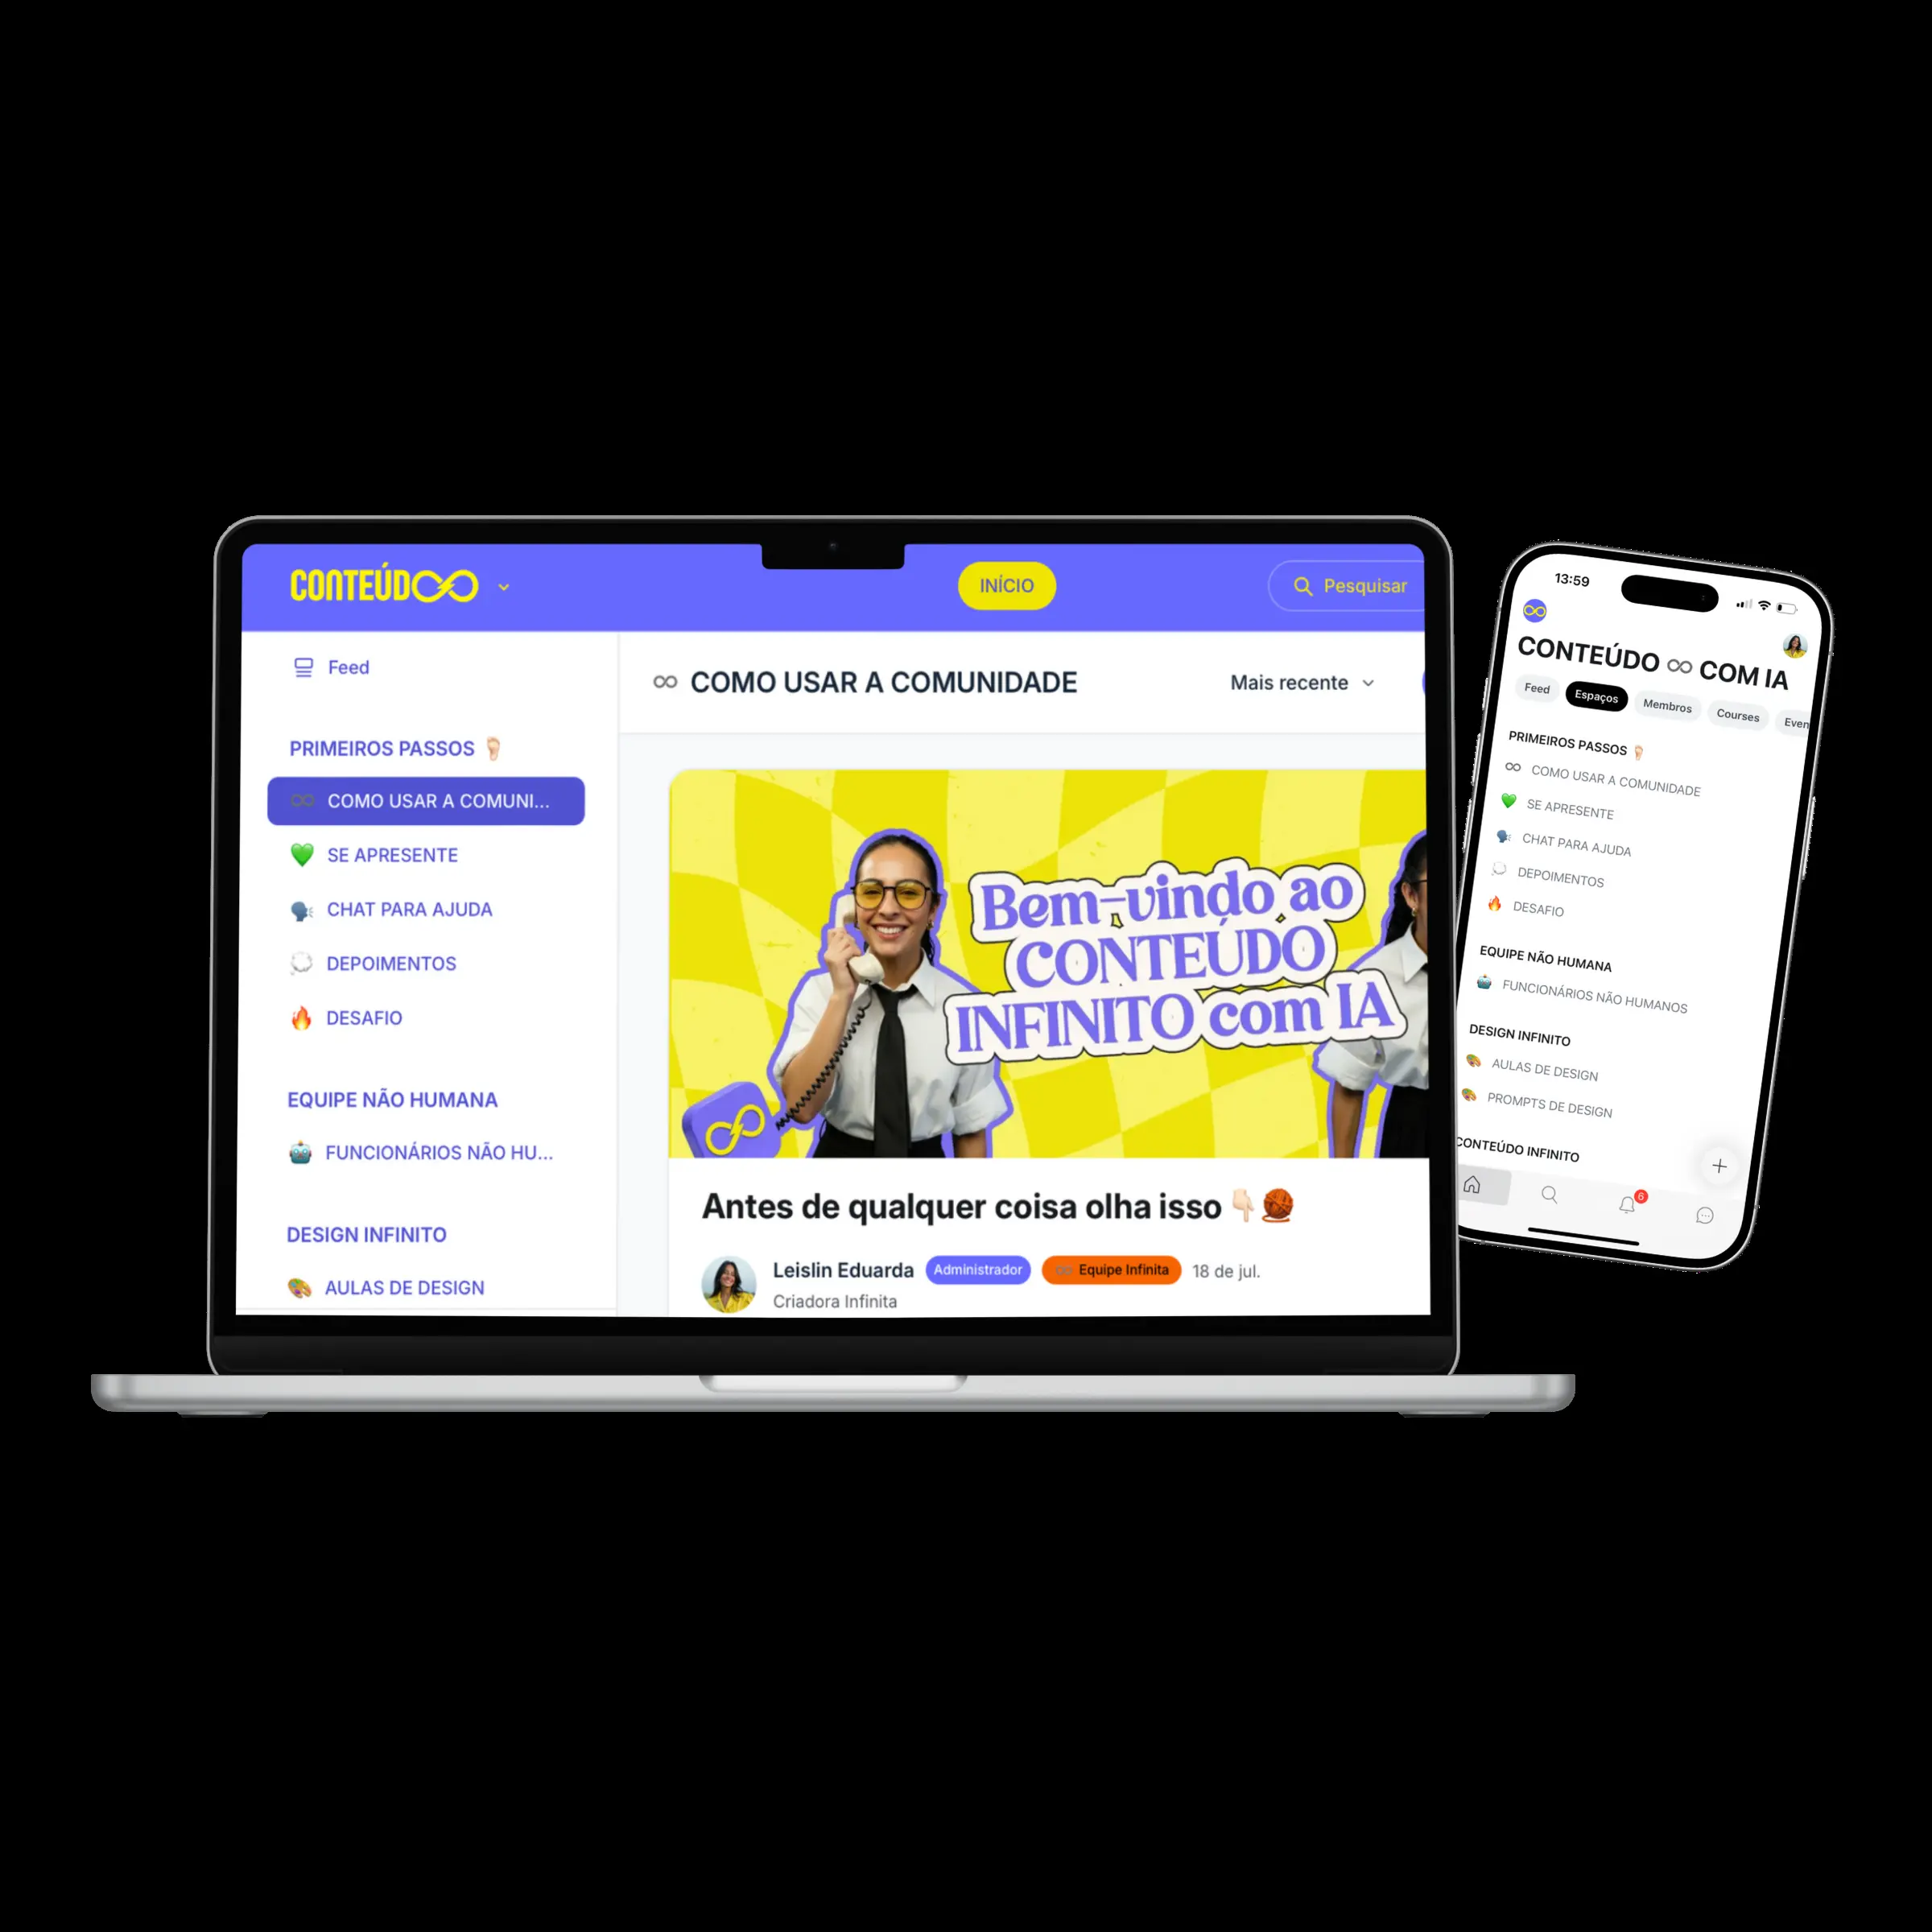 CONTEÚDO
INÍCIO
Pesquisar
Feed
PRIMEIROS PASSOS
COMO USAR A COMUNI...
SE APRESENTE
CHAT PARA AJUDA
DEPOIMENTOS
DESAFIO
EQUIPE NÃO HUMANA
FUNCIONÁRIOS NÃO HU...
DESIGN INFINITO
AULAS DE DESIGN
COMO USAR A COMUNIDADE
Mais recente
Bem-vindo ao
CONTEÚDO
INFINITO com IA
Antes de qualquer coisa olha isso
Leislin Eduarda
Administrador
Equipe Infinita
18 de jul.
Criadora Infinita
13:59
CONTEÚDO ∞ COM IA
Feed
Espaços
Membros
Courses
Even
PRIMEIROS PASSOS
COMO USAR A COMUNIDADE
SE APRESENTE
CHAT PARA AJUDA
DEPOIMENTOS
DESAFIO
EQUIPE NÃO HUMANA
FUNCIONÁRIOS NÃO HUMANOS
DESIGN INFINITO
AULAS DE DESIGN
PROMPTS DE DESIGN
CONTEÚDO INFINITO
6